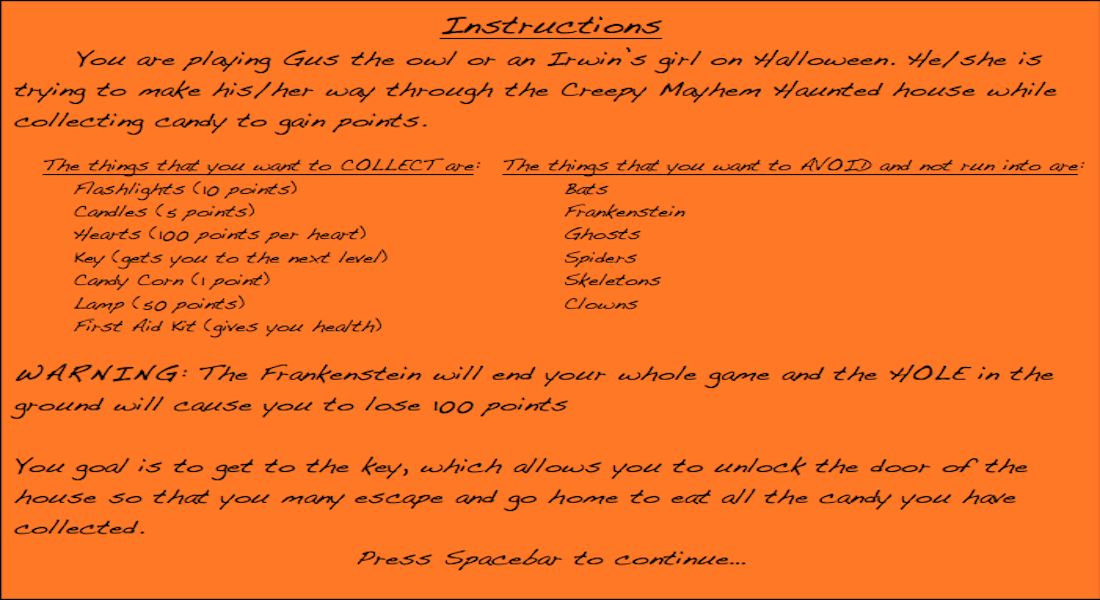 Instructions
You are playing Gus the owl or an Irwin's girl on Halloween. He/she is
trying to make his/her way through the Creepy Mayhem Haunted house while
collecting candy to gain points.
The things that you want to COLLECT are:
Flashlights (10 points)
Candles (5 points)
Hearts (100 points per heart)
Key (gets you to the next level)
Candy Corn (1 point)
Lamp (50 points)
First Aid Kit (gives you health)
The things that you want to AVOID and not run into are:
Bats
Frankenstein
Ghosts
Spiders
Skeletons
Clowns
WARNING: The Frankenstein will end your whole game and the HOLE in the
ground will cause you to lose 100 points
You goal is to get to the key, which allows you to unlock the door of the
house so that you many escape and go home to eat all the candy you have
collected.
Press Spacebar to continue...